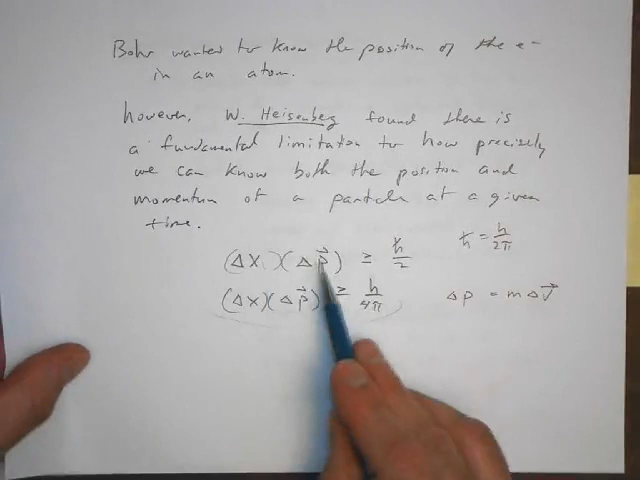 Bohr wanted to know the position of the e-
in an atom.
however, W. Heisenberg found there is
a fundamental limitation to how precisely
we can know both the position and
momentum of a particle at a given
time.
(Δx)(Δp⃗) ≥ ħ/2 ħ = h/2π
(Δx)(Δp⃗) ≥ h/4π Δp = mΔv⃗